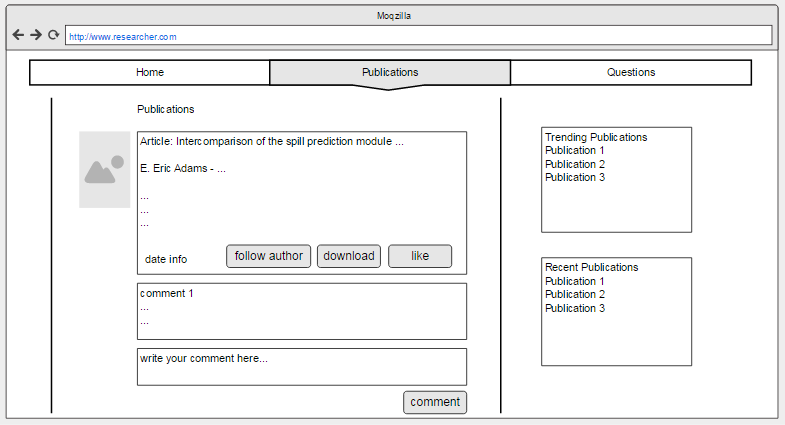 Moqzilla
http://www.researcher.com
Home
Publications
Questions
Publications
Article: Intercomparison of the spill prediction module ...
E. Eric Adams - ...
...
...
...
date info
follow author
download
like
comment 1
...
...
write your comment here...
comment
Trending Publications
Publication 1
Publication 2
Publication 3
Recent Publications
Publication 1
Publication 2
Publication 3